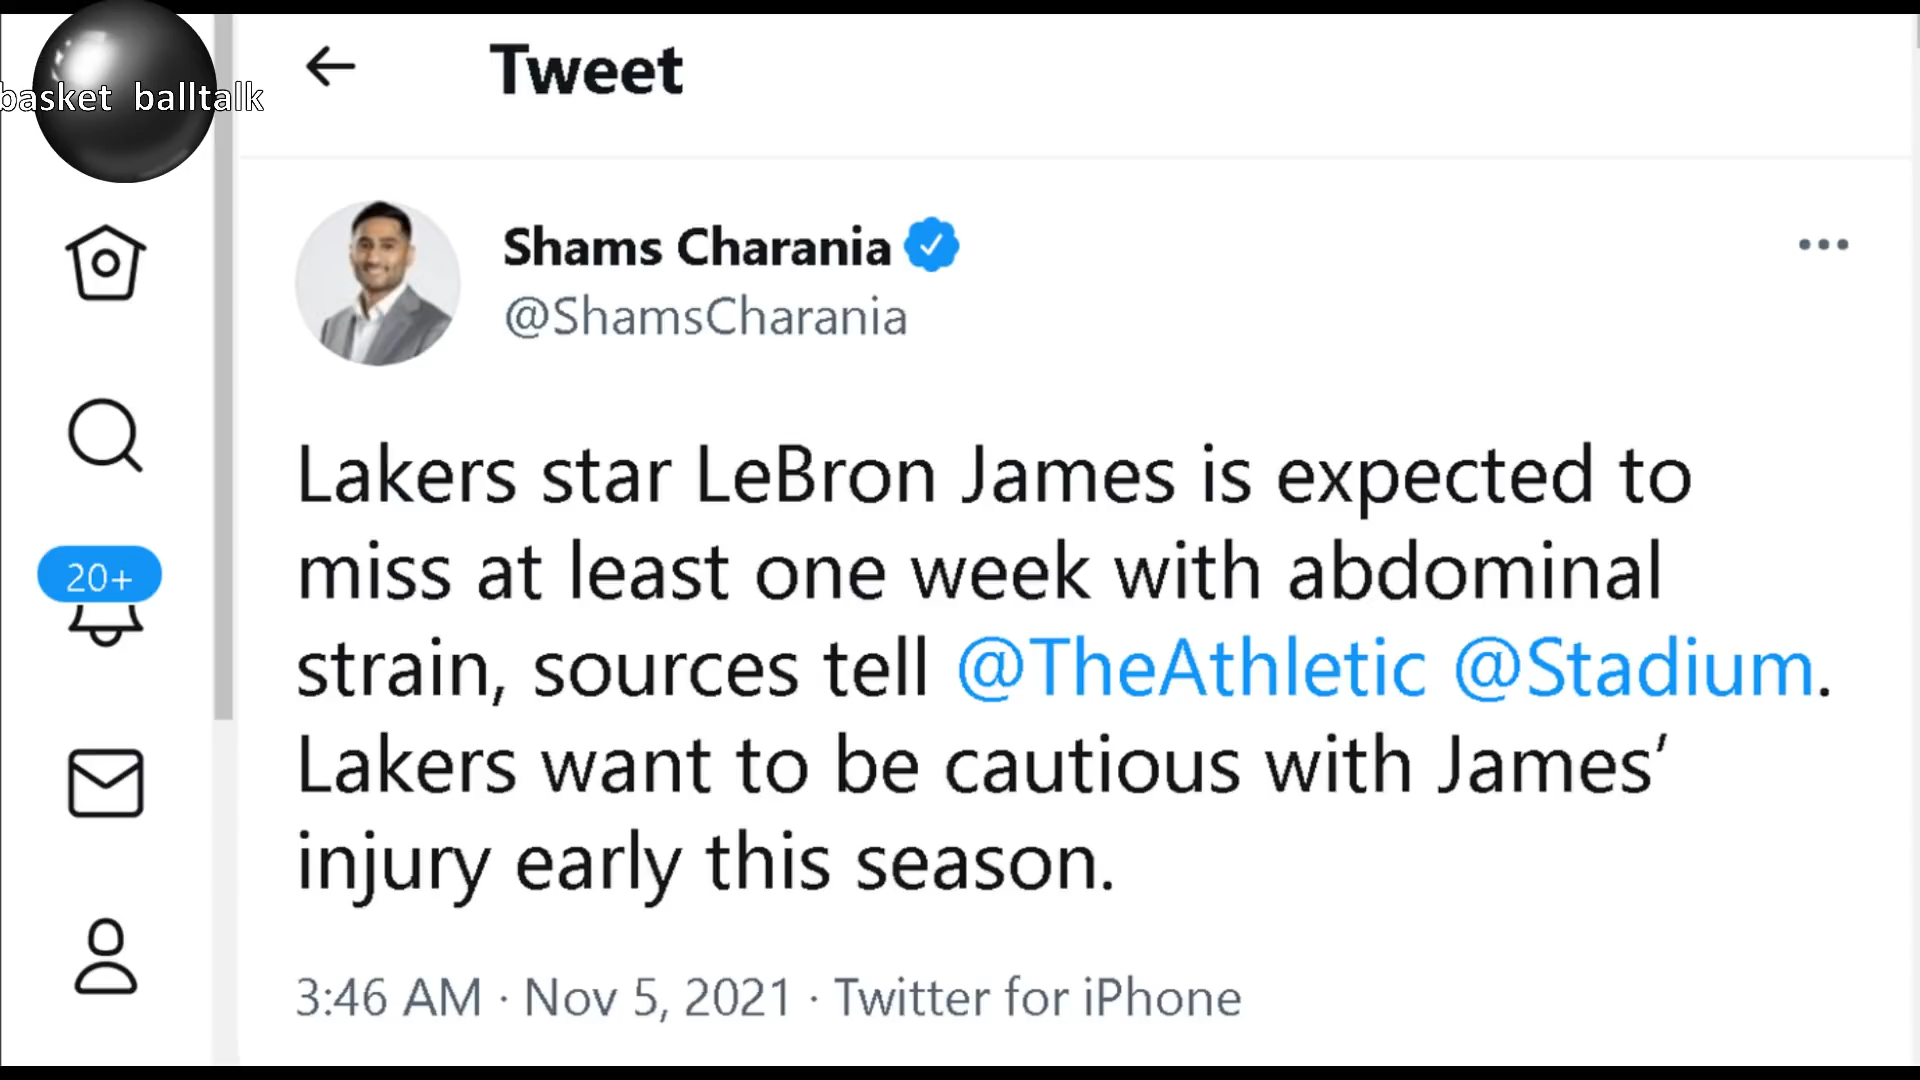 basket balltalk
Tweet
Shams Charania
@ShamsCharania
Lakers star LeBron James is expected to
miss at least one week with abdominal
strain, sources tell @TheAthletic @Stadium.
Lakers want to be cautious with James’
injury early this season.
3:46 AM · Nov 5, 2021 · Twitter for iPhone
20+